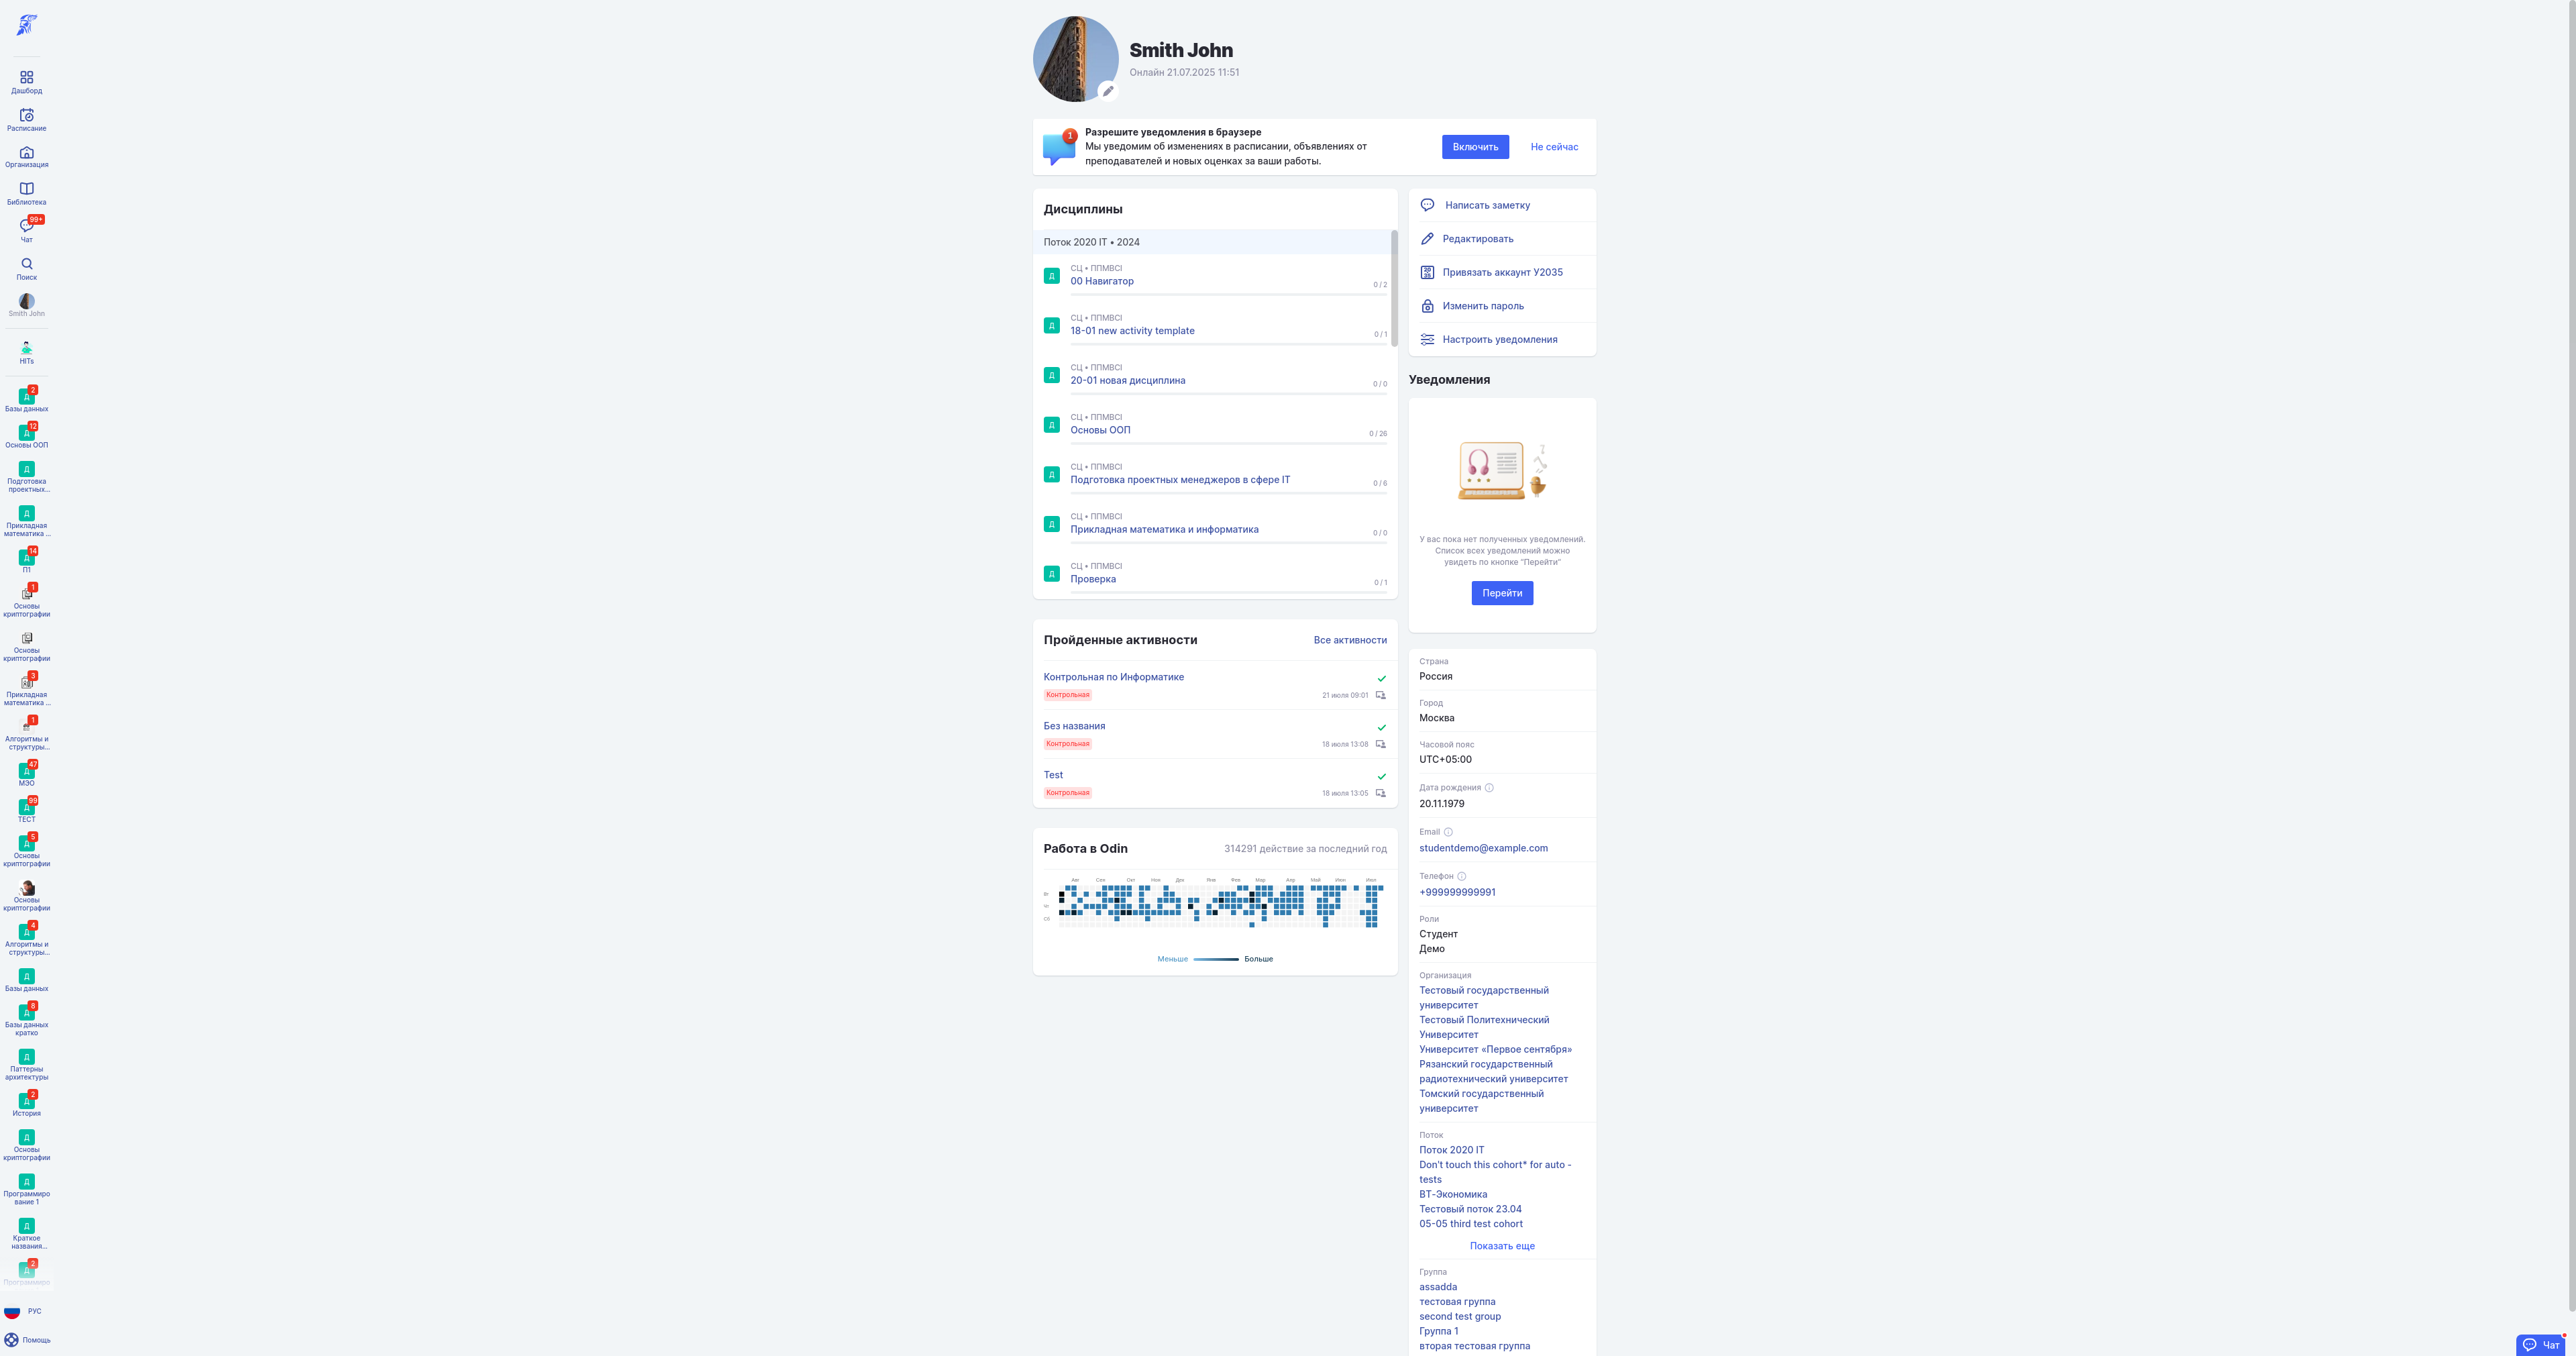 Дашборд
Расписание
Организация
Библиотека
99+
Чат
Поиск
Smith John
HITs
2
Д
Базы данных
12
Д
Основы ООП
Д
Подготовка
проектных...
Д
Прикладная
математика ...
14
Д
П1
1
Основы
криптографии
Основы
криптографии
3
Прикладная
математика ...
1
Алгоритмы и
структуры...
47
Д
МЭО
99
Д
ТЕСТ
5
Д
Основы
криптографии
Основы
криптографии
4
Д
Алгоритмы и
структуры...
Д
Базы данных
8
Д
Базы данных
кратко
Д
Паттерны
архитектуры
2
Д
История
Д
Основы
криптографии
Д
Программиро
вание 1
Д
Краткое
названия...
2
Д
Программиро
РУС
Помощь
Smith John
Онлайн 21.07.2025 11:51
1
Разрешите уведомления в браузере
Мы уведомим об изменениях в расписании, объявлениях от
преподавателей и новых оценках за ваши работы.
Включить
Не сейчас
Дисциплины
Поток 2020 IT • 2024
Д
СЦ • ППМВСІ
00 Навигатор
0 / 2
Д
СЦ • ППМВСІ
18-01 new activity template
0 / 1
Д
СЦ • ППМВСІ
20-01 новая дисциплина
0 / 0
Д
СЦ • ППМВСІ
Основы ООП
0 / 26
Д
СЦ • ППМВСІ
Подготовка проектных менеджеров в сфере IT
0 / 6
Д
СЦ • ППМВСІ
Прикладная математика и информатика
0 / 0
Д
СЦ • ППМВСІ
Проверка
0 / 1
Пройденные активности
Все активности
Контрольная по Информатике
Контрольная
21 июля 09:01
Без названия
Контрольная
18 июля 13:08
Test
Контрольная
18 июля 13:05
Работа в Odin
314291 действие за последний год
Авг Сен Окт Ноя Дек Янв Фев Мар Апр Май Июн Июл
Вт
Чт
Сб
Меньше
Больше
Написать заметку
Редактировать
Привязать аккаунт У2035
Изменить пароль
Настроить уведомления
Уведомления
У вас пока нет полученных уведомлений.
Список всех уведомлений можно
увидеть по кнопке "Перейти"
Перейти
Страна
Россия
Город
Москва
Часовой пояс
UTC+05:00
Дата рождения
20.11.1979
Email
studentdemo@example.com
Телефон
+999999999991
Роли
Студент
Демо
Организация
Тестовый государственный
университет
Тестовый Политехнический
Университет
Университет «Первое сентября»
Рязанский государственный
радиотехнический университет
Томский государственный
университет
Поток
Поток 2020 IT
Don't touch this cohort* for auto -
tests
ВТ-Экономика
Тестовый поток 23.04
05-05 third test cohort
Показать еще
Группа
assadda
тестовая группа
second test group
Группа 1
вторая тестовая группа
Чат